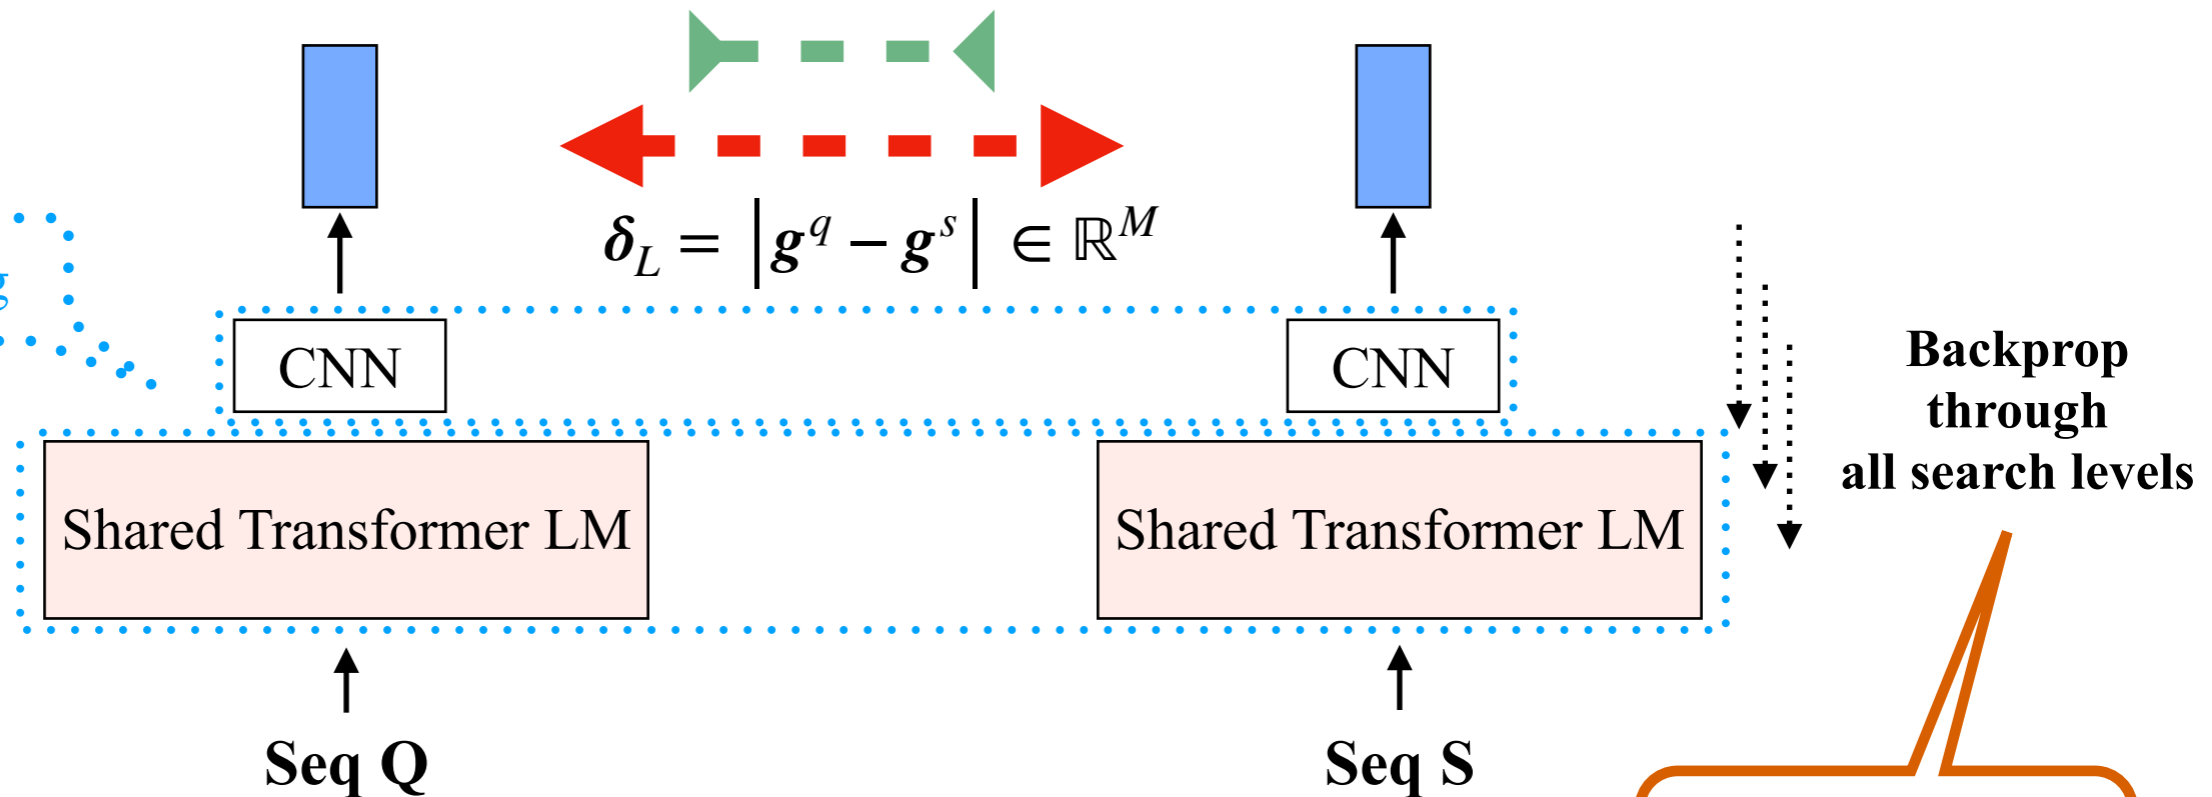 δ_L = |g^q − g^s| ∈ ℝ^M
g
CNN
CNN
Backprop
through
all search levels
Shared Transformer LM
Shared Transformer LM
Seq Q
Seq S